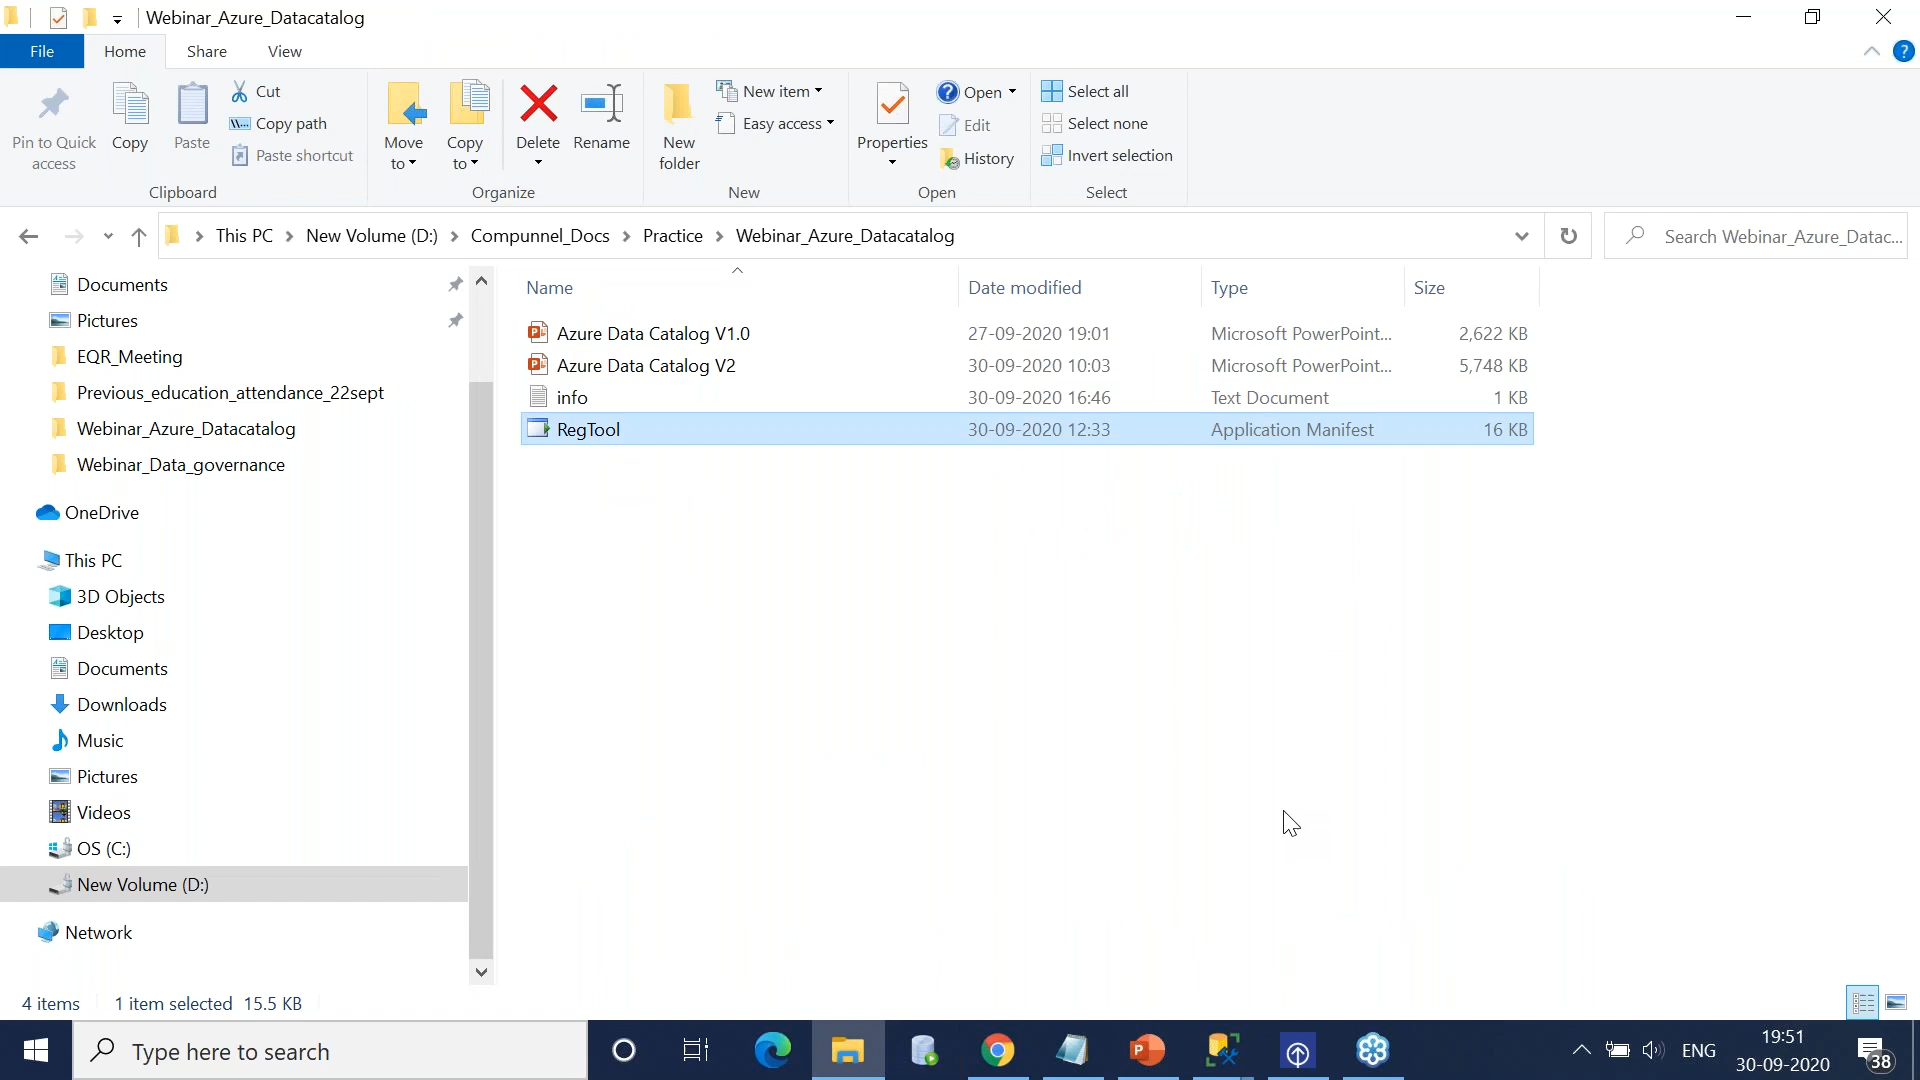 Webinar_Azure_Datacatalog
File Home Share View
Pin to Quick access
Copy
Paste
Cut
Copy path
Paste shortcut
Clipboard
Move to
Copy to
Delete
Rename
Organize
New folder
New item
Easy access
New
Properties
Open
Edit
History
Open
Select all
Select none
Invert selection
Select
This PC New Volume (D:) Compunnel_Docs Practice Webinar_Azure_Datacatalog
Search Webinar_Azure_Datac...
Documents
Pictures
EQR_Meeting
Previous_education_attendance_22sept
Webinar_Azure_Datacatalog
Webinar_Data_governance
OneDrive
This PC
3D Objects
Desktop
Documents
Downloads
Music
Pictures
Videos
OS (C:)
New Volume (D:)
Network
Name Date modified Type Size
Azure Data Catalog V1.0 27-09-2020 19:01 Microsoft PowerPoint... 2,622 KB
Azure Data Catalog V2 30-09-2020 10:03 Microsoft PowerPoint... 5,748 KB
info 30-09-2020 16:46 Text Document 1 KB
RegTool 30-09-2020 12:33 Application Manifest 16 KB
4 items 1 item selected 15.5 KB
Type here to search
ENG
19:51
30-09-2020
38